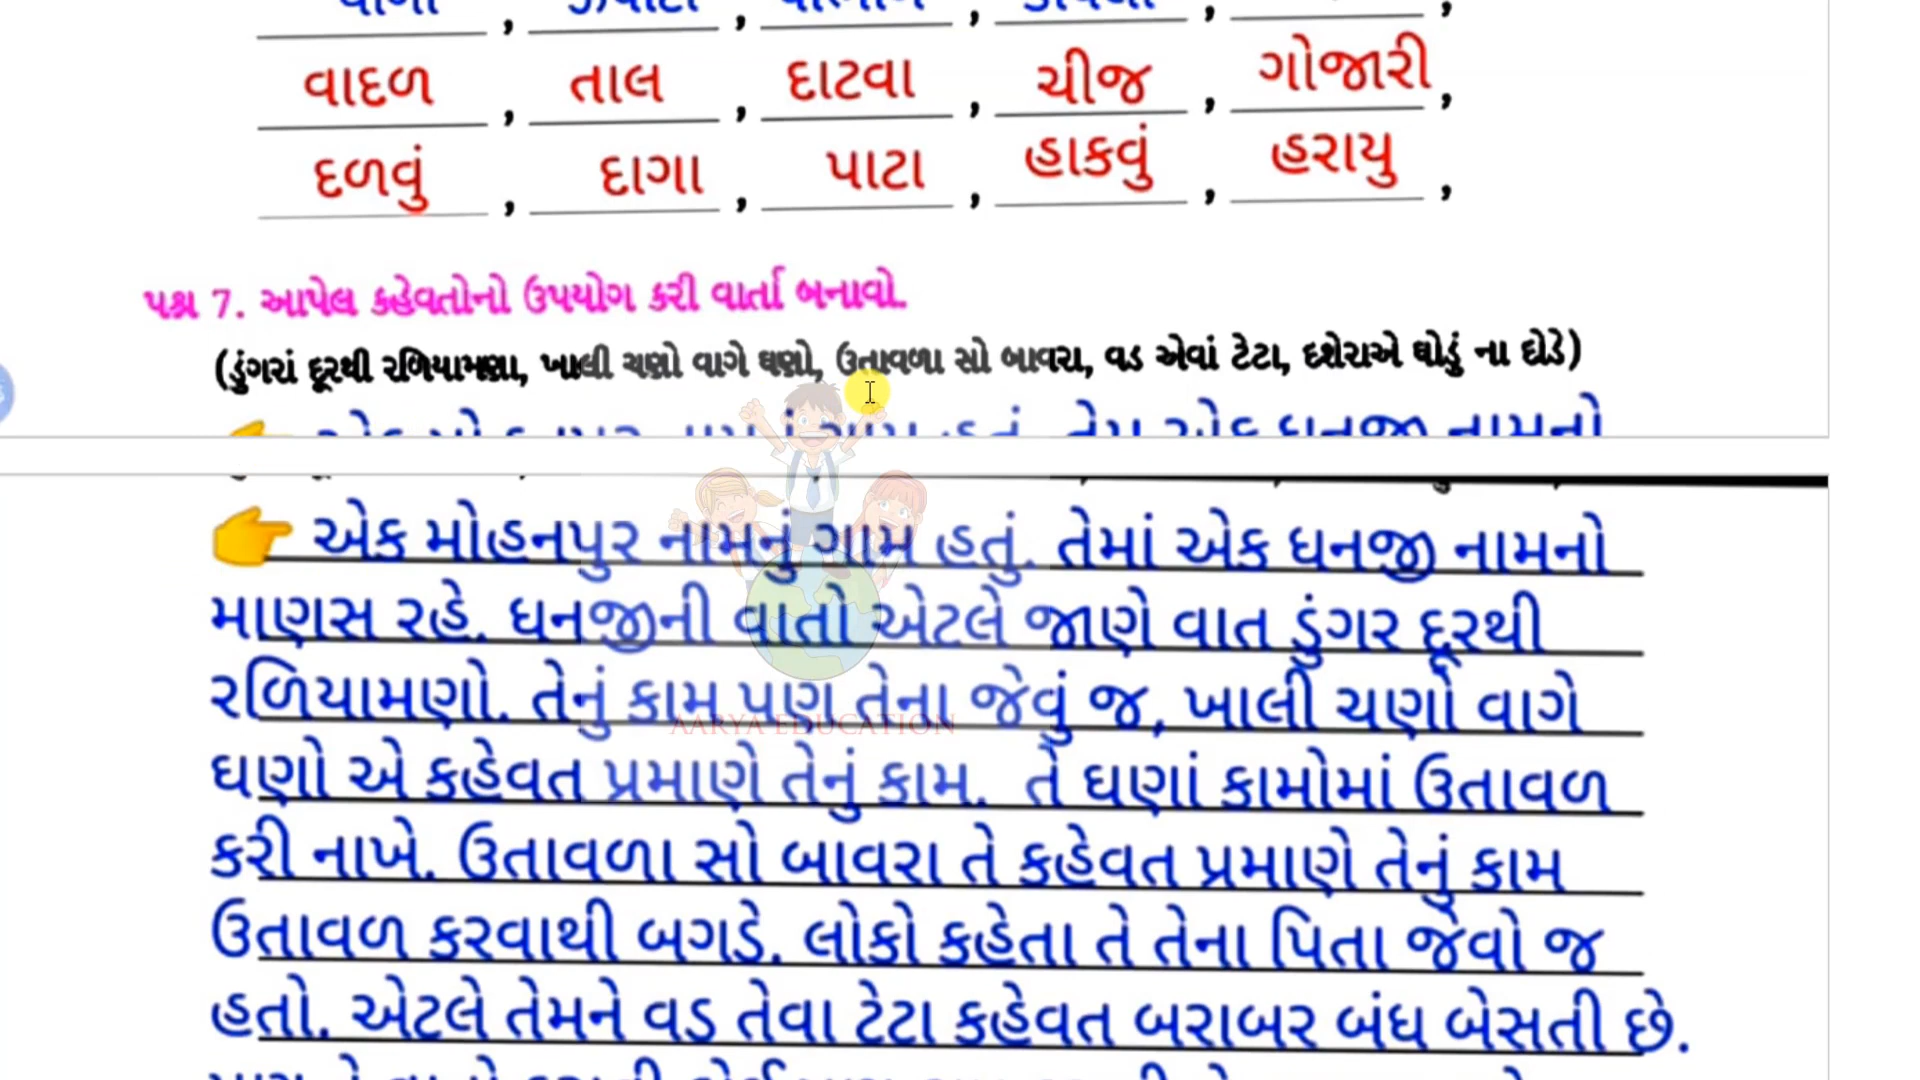 વાદળ , તાલ , દાટવા , ચીજ , ગોજારી ,
દળવું , દાગા , પાટા , હાકવું , હરાયુ ,
પશ્ન 7. આપેલ કહેવતોનો ઉપયોગ કરી વાર્તા બનાવો.
(ડુંગરાં દૂરથી રળિયામણા, ખાલી ચણો વાગે ઘણો, ઉતાવળા સો બાવરા, વડ એવાં ટેટા, દશેરાએ ઘોડું ના દોડે)
👉 એક મોહનપુર નામનું ગામ હતું. તેમાં એક ધનજી નામનો
માણસ રહે. ધનજીની વાતો એટલે જાણે વાત ડુંગર દૂરથી
રળિયામણો. તેનું કામ પણ તેના જેવું જ, ખાલી ચણો વાગે
AARYA EDUCATION
ઘણો એ કહેવત પ્રમાણે તેનું કામ. તે ઘણાં કામોમાં ઉતાવળ
કરી નાખે. ઉતાવળા સો બાવરા તે કહેવત પ્રમાણે તેનું કામ
ઉતાવળ કરવાથી બગડે. લોકો કહેતા તે તેના પિતા જેવો જ
હતો. એટલે તેમને વડ તેવા ટેટા કહેવત બરાબર બંધ બેસતી છે.